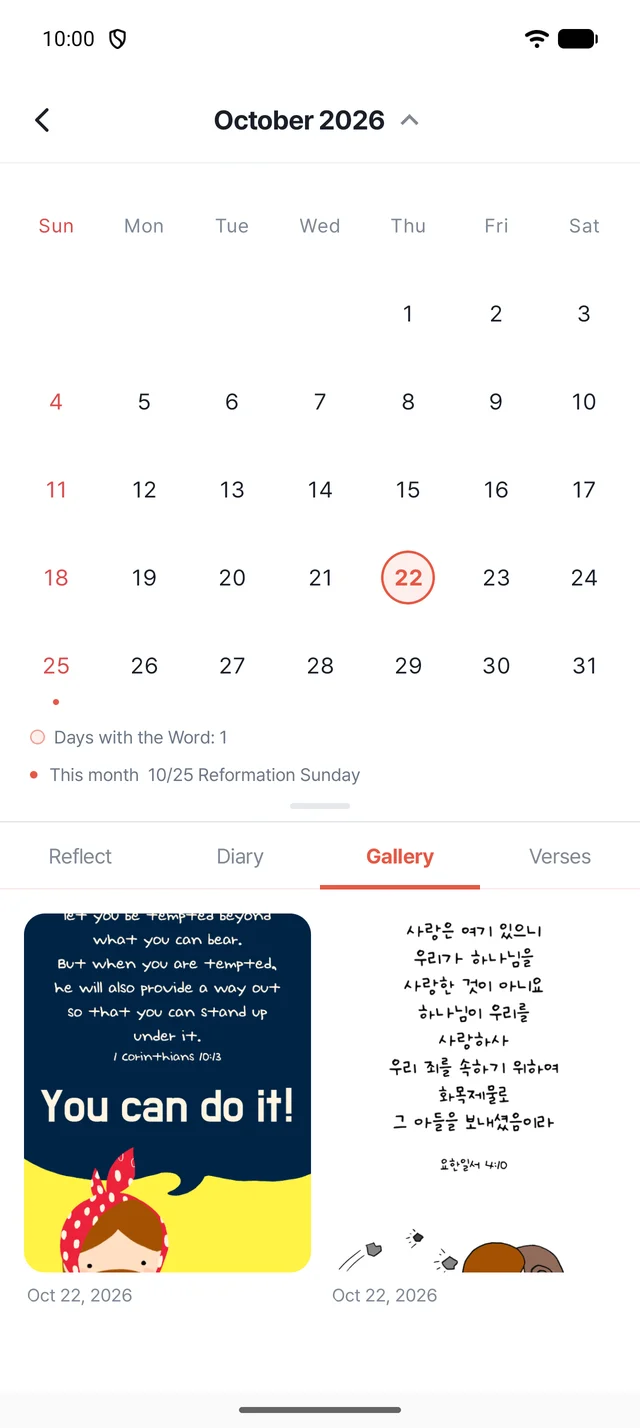 10:00
October 2026
Sun Mon Tue Wed Thu Fri Sat
1 2 3
4 5 6 7 8 9 10
11 12 13 14 15 16 17
18 19 20 21 22 23 24
25 26 27 28 29 30 31
Days with the Word: 1
This month 10/25 Reformation Sunday
Reflect Diary Gallery Verses
let you be tempted beyond
what you can bear.
But when you are tempted,
he will also provide a way out
so that you can stand up
under it.
1 Corinthians 10:13
You can do it!
Oct 22, 2026
사랑은 여기 있으니
우리가 하나님을
사랑한 것이 아니요
하나님이 우리를
사랑하사
우리 죄를 속하기 위하여
화목제물로
그 아들을 보내셨음이라
요한일서 4:10
Oct 22, 2026